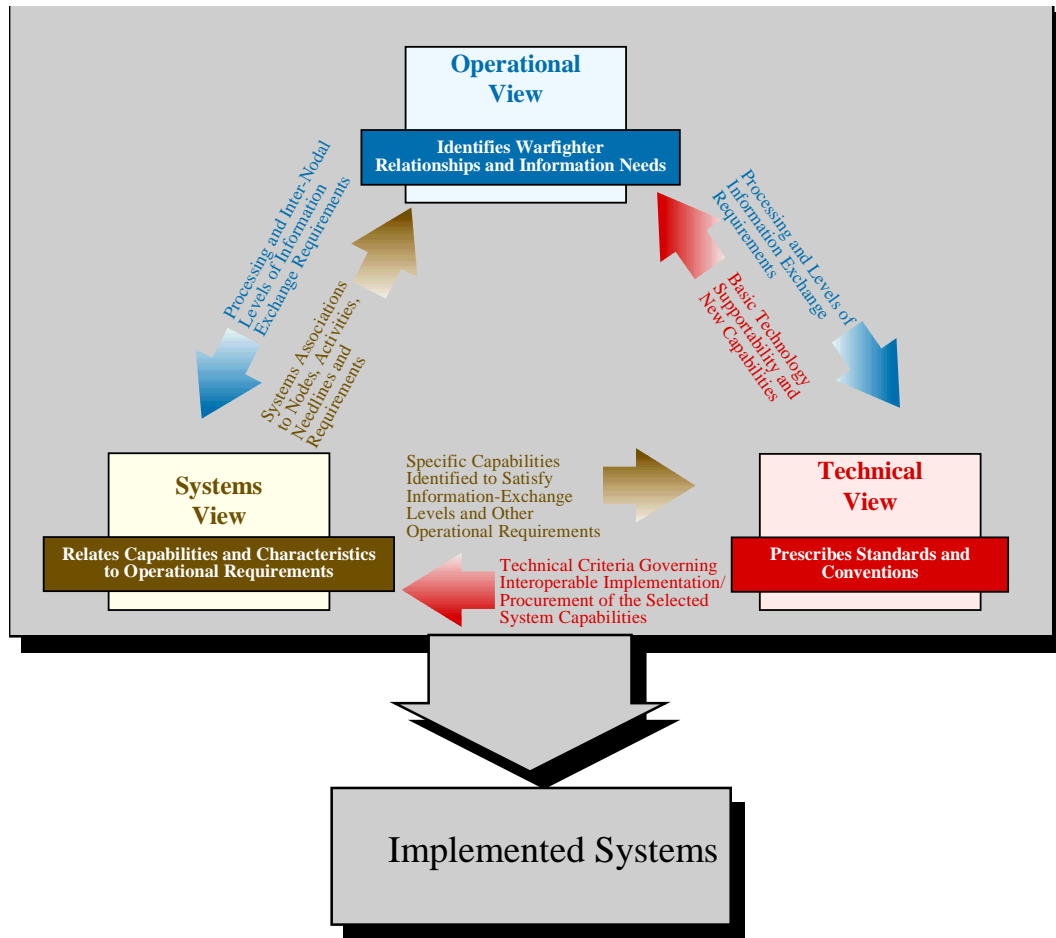 Operational
View
Identifies Warfighter
Relationships and Information Needs
Processing and Inter-Nodal
Levels of Information
Exchange Requirements
Systems Associations
to Nodes, Activities,
Needlines and
Requirements
Processing and Levels of
Information Exchange
Requirements
Basic Technology
Supportability and
New Capabilities
Systems
View
Relates Capabilities and Characteristics
to Operational Requirements
Specific Capabilities
Identified to Satisfy
Information-Exchange
Levels and Other
Operational Requirements
Technical
View
Prescribes Standards and
Conventions
Technical Criteria Governing
Interoperable Implementation/
Procurement of the Selected
System Capabilities
Implemented Systems